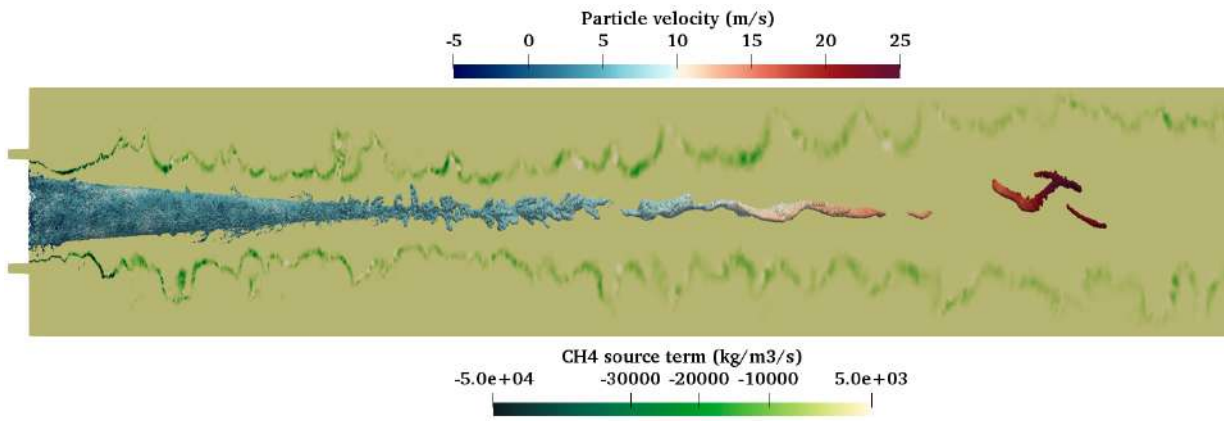 Particle velocity (m/s)
-5 0 5 10 15 20 25
CH4 source term (kg/m3/s)
-5.0e+04 -30000 -20000 -10000 5.0e+03